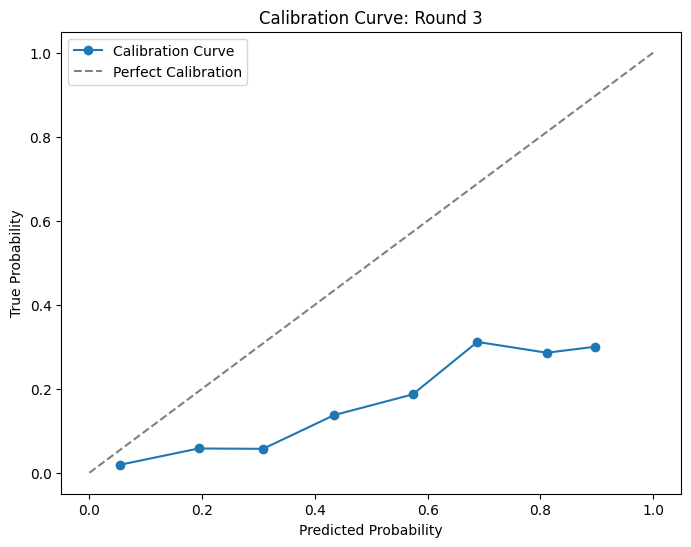 Calibration Curve: Round 3
Calibration Curve
Perfect Calibration
1.0
0.8
0.6
0.4
0.2
0.0
True Probability
0.0 0.2 0.4 0.6 0.8 1.0
Predicted Probability